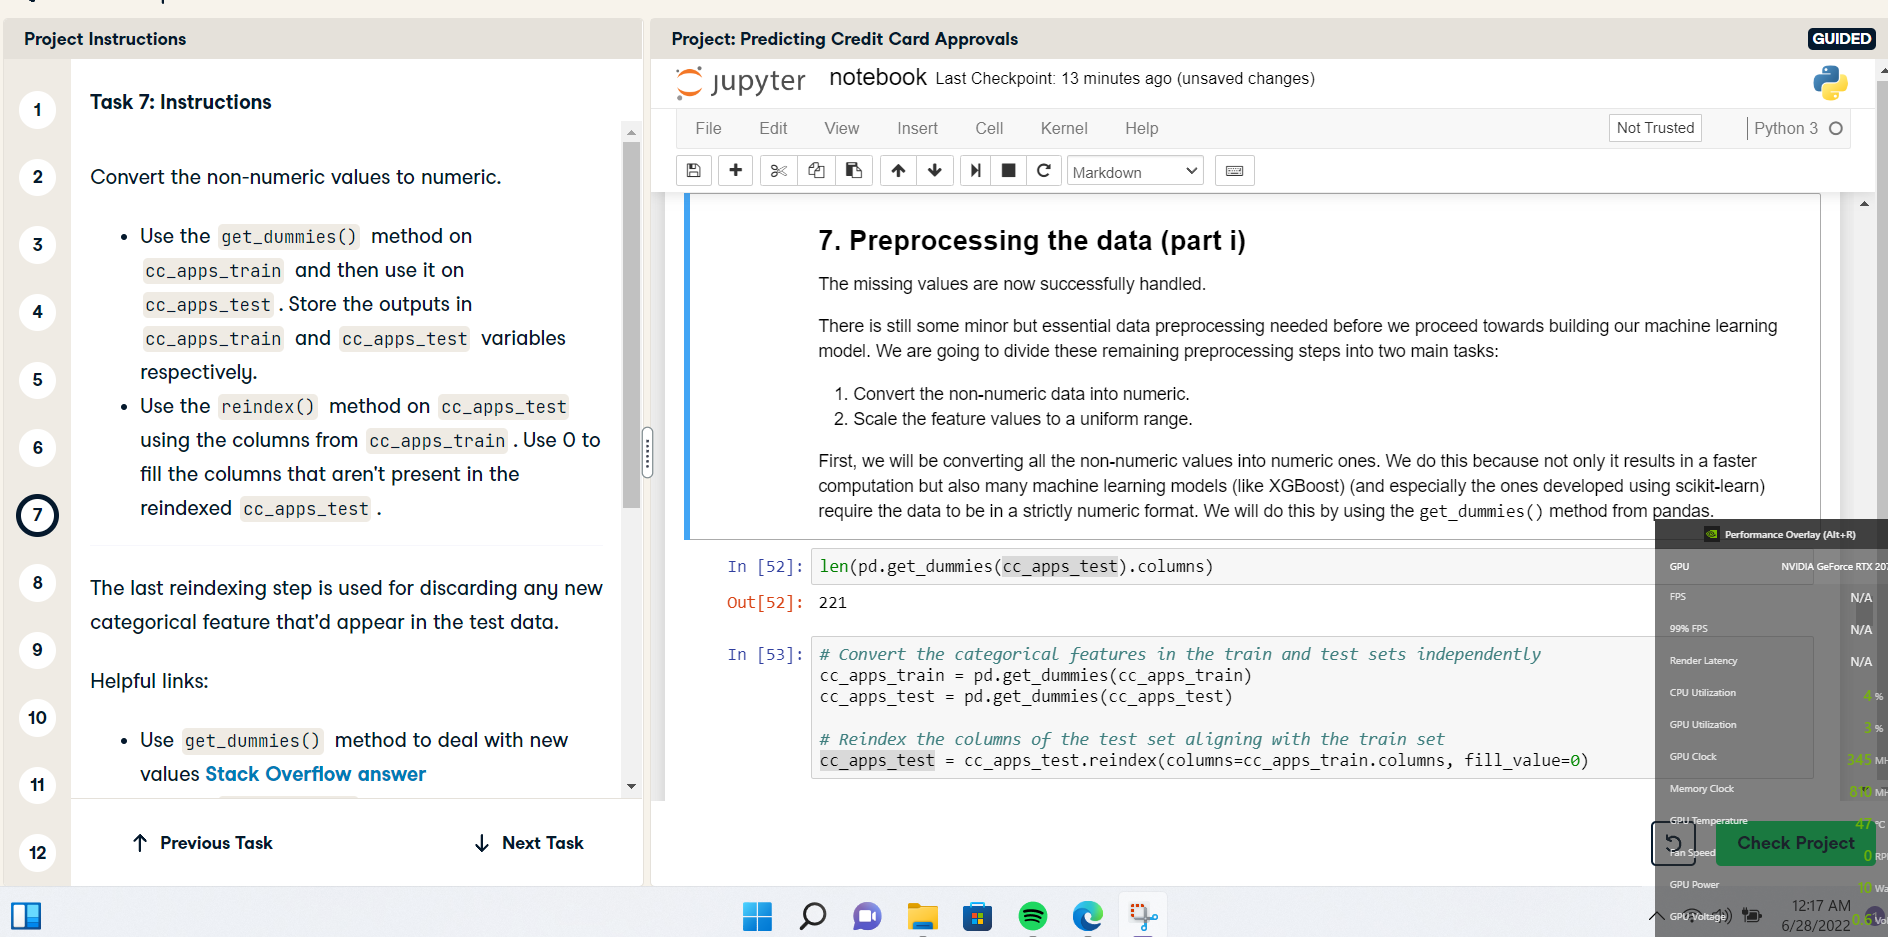 Project Instructions
1
2
3
4
5
6
7
8
9
10
11
12
Task 7: Instructions
Convert the non-numeric values to numeric.
• Use the get_dummies() method on
cc_apps_train and then use it on
cc_apps_test . Store the outputs in
cc_apps_train and cc_apps_test variables
respectively.
• Use the reindex() method on cc_apps_test
using the columns from cc_apps_train . Use 0 to
fill the columns that aren't present in the
reindexed cc_apps_test .
The last reindexing step is used for discarding any new
categorical feature that'd appear in the test data.
Helpful links:
• Use get_dummies() method to deal with new
values Stack Overflow answer
↑ Previous Task
↓ Next Task
Project: Predicting Credit Card Approvals
GUIDED
jupyter notebook Last Checkpoint: 13 minutes ago (unsaved changes)
File Edit View Insert Cell Kernel Help
Not Trusted
Python 3
Markdown
7. Preprocessing the data (part i)
The missing values are now successfully handled.
There is still some minor but essential data preprocessing needed before we proceed towards building our machine learning
model. We are going to divide these remaining preprocessing steps into two main tasks:
1. Convert the non-numeric data into numeric.
2. Scale the feature values to a uniform range.
First, we will be converting all the non-numeric values into numeric ones. We do this because not only it results in a faster
computation but also many machine learning models (like XGBoost) (and especially the ones developed using scikit-learn)
require the data to be in a strictly numeric format. We will do this by using the get_dummies() method from pandas.
In [52]: len(pd.get_dummies(cc_apps_test).columns)
Out[52]: 221
In [53]: # Convert the categorical features in the train and test sets independently
cc_apps_train = pd.get_dummies(cc_apps_train)
cc_apps_test = pd.get_dummies(cc_apps_test)
# Reindex the columns of the test set aligning with the train set
cc_apps_test = cc_apps_test.reindex(columns=cc_apps_train.columns, fill_value=0)
Check Project
Performance Overlay (Alt+R)
GPU NVIDIA GeForce RTX 207
FPS N/A
99% FPS N/A
Render Latency N/A
CPU Utilization 4 %
GPU Utilization 3 %
GPU Clock 345 MH
Memory Clock 810 MH
GPU Temperature 47 °C
Fan Speed 0 RP
GPU Power 10 Wa
GPU Voltage 0.6 Vol
12:17 AM
6/28/2022